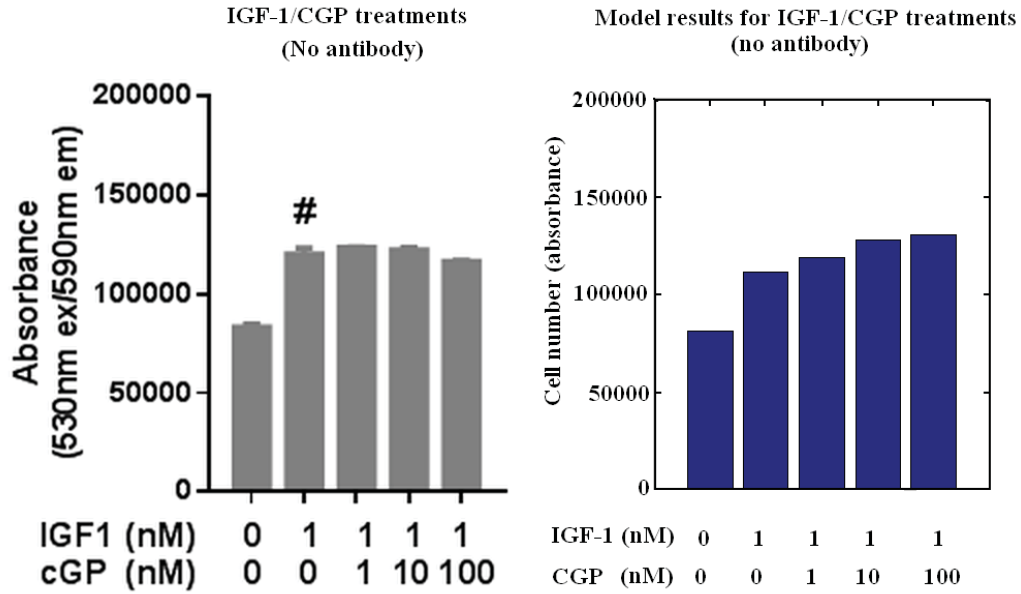 IGF-1/CGP treatments
(No antibody)
Absorbance
(530nm ex/590nm em)
200000
150000
100000
50000
0
#
IGF1 (nM) 0 1 1 1 1
cGP (nM) 0 0 1 10 100
Model results for IGF-1/CGP treatments
(no antibody)
Cell number (absorbance)
200000
150000
100000
50000
0
IGF-1 (nM) 0 1 1 1 1
CGP (nM) 0 0 1 10 100